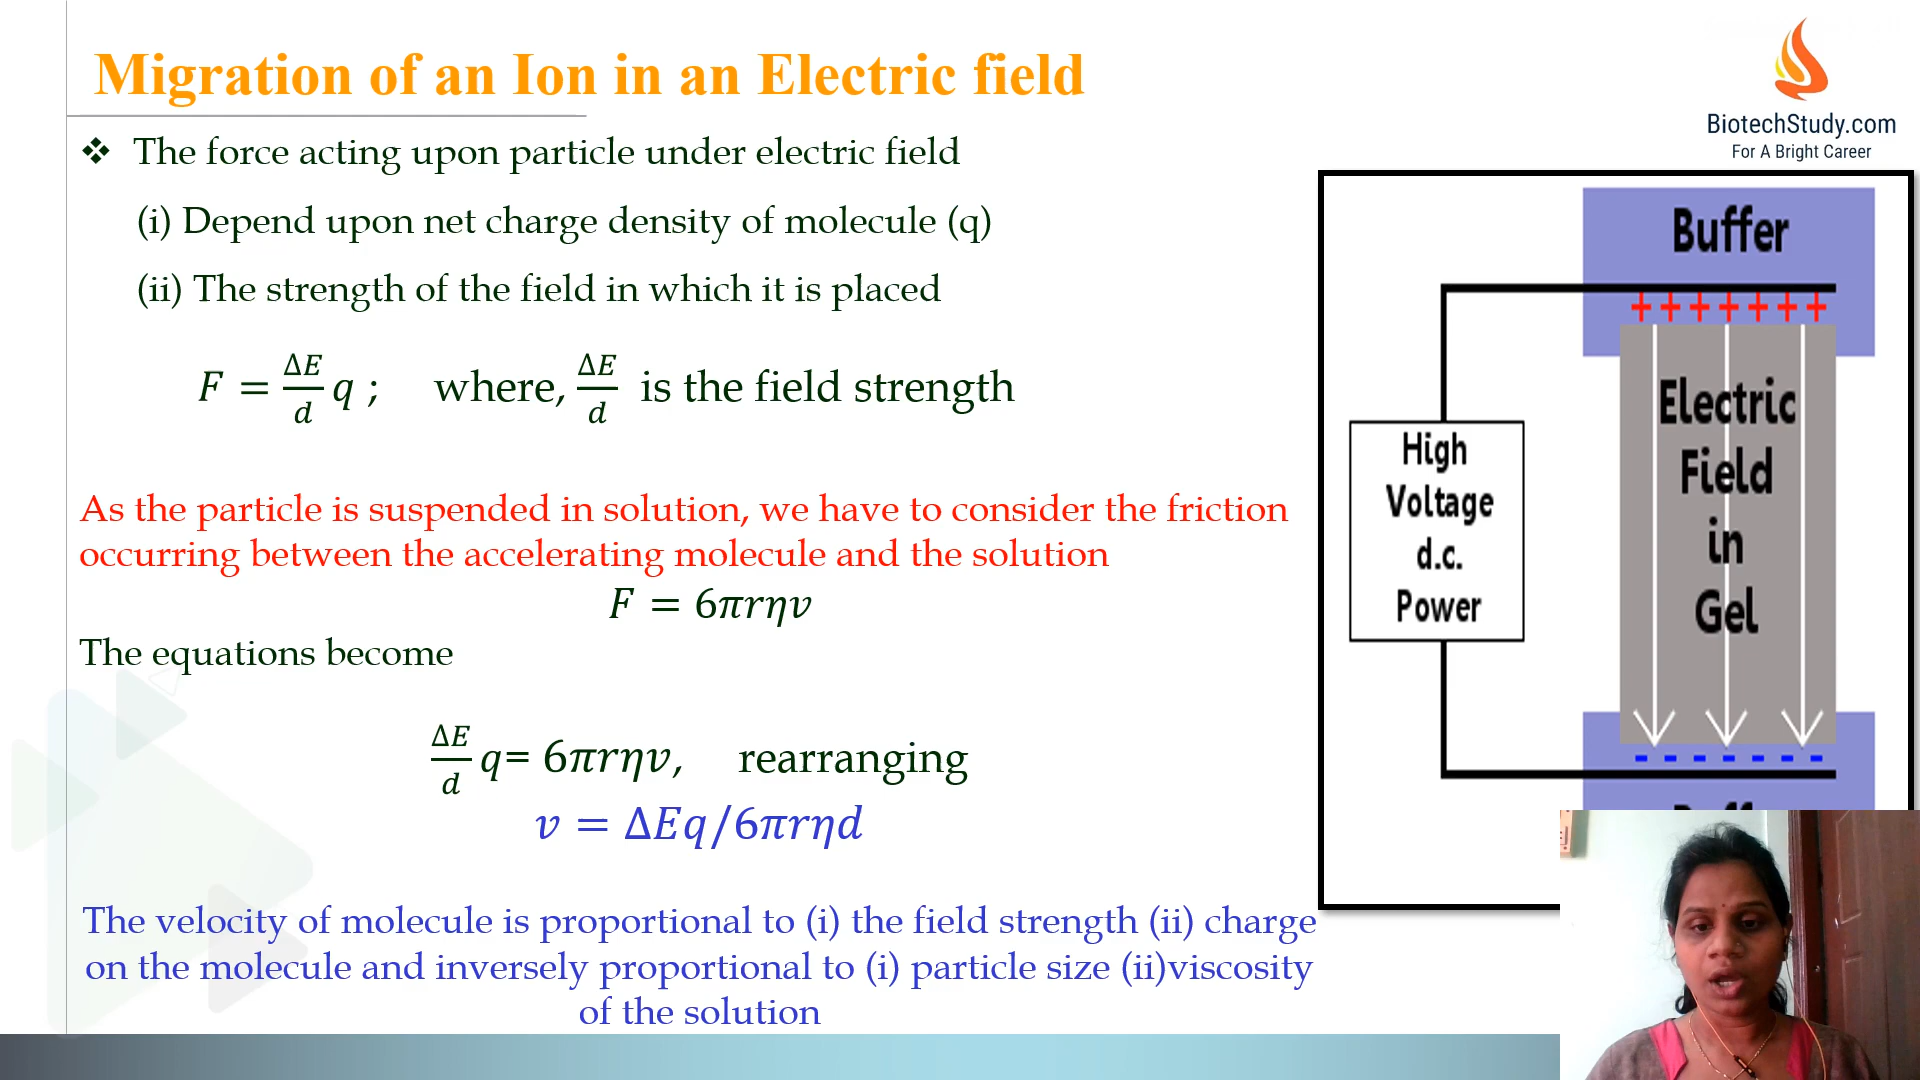 Migration of an Ion in an Electric field
BiotechStudy.com
For A Bright Career
❖ The force acting upon particle under electric field
(i) Depend upon net charge density of molecule (q)
(ii) The strength of the field in which it is placed
F = ΔE/d q ; where, ΔE/d is the field strength
As the particle is suspended in solution, we have to consider the friction
occurring between the accelerating molecule and the solution
F = 6πrηv
The equations become
ΔE/d q= 6πrηv, rearranging
v = ΔEq/6πrηd
The velocity of molecule is proportional to (i) the field strength (ii) charge
on the molecule and inversely proportional to (i) particle size (ii)viscosity
of the solution
Buffer
+ + + + + + +
Electric
Field
in
Gel
High
Voltage
d.c.
Power
- - - - - - -